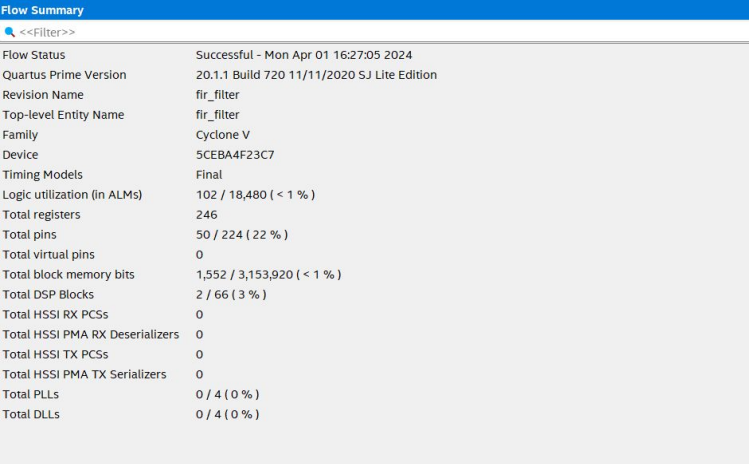 Flow Summary
<<Filter>>
Flow Status Successful - Mon Apr 01 16:27:05 2024
Quartus Prime Version 20.1.1 Build 720 11/11/2020 SJ Lite Edition
Revision Name fir_filter
Top-level Entity Name fir_filter
Family Cyclone V
Device 5CEBA4F23C7
Timing Models Final
Logic utilization (in ALMs) 102 / 18,480 ( < 1 % )
Total registers 246
Total pins 50 / 224 ( 22 % )
Total virtual pins 0
Total block memory bits 1,552 / 3,153,920 ( < 1 % )
Total DSP Blocks 2 / 66 ( 3 % )
Total HSSI RX PCSs 0
Total HSSI PMA RX Deserializers 0
Total HSSI TX PCSs 0
Total HSSI PMA TX Serializers 0
Total PLLs 0 / 4 ( 0 % )
Total DLLs 0 / 4 ( 0 % )